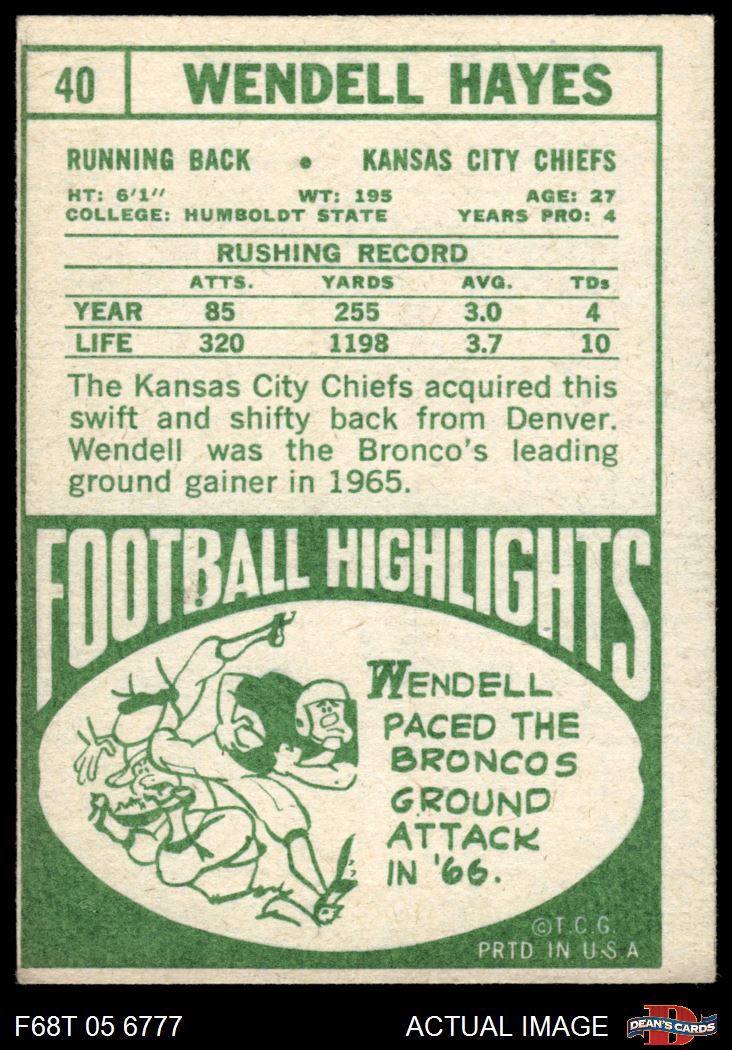 40 WENDELL HAYES
RUNNING BACK • KANSAS CITY CHIEFS
HT: 6'1" WT: 195 AGE: 27
COLLEGE: HUMBOLDT STATE YEARS PRO: 4
RUSHING RECORD
ATTS. YARDS AVG. TDs
YEAR 85 255 3.0 4
LIFE 320 1198 3.7 10
The Kansas City Chiefs acquired this
swift and shifty back from Denver.
Wendell was the Bronco's leading
ground gainer in 1965.
FOOTBALL HIGHLIGHTS
WENDELL
PACED THE
BRONCOS
GROUND
ATTACK
IN '66.
©T.C.G.
PRTD IN U.S.A
F68T 05 6777 ACTUAL IMAGE
D
DEAN'S CARDS